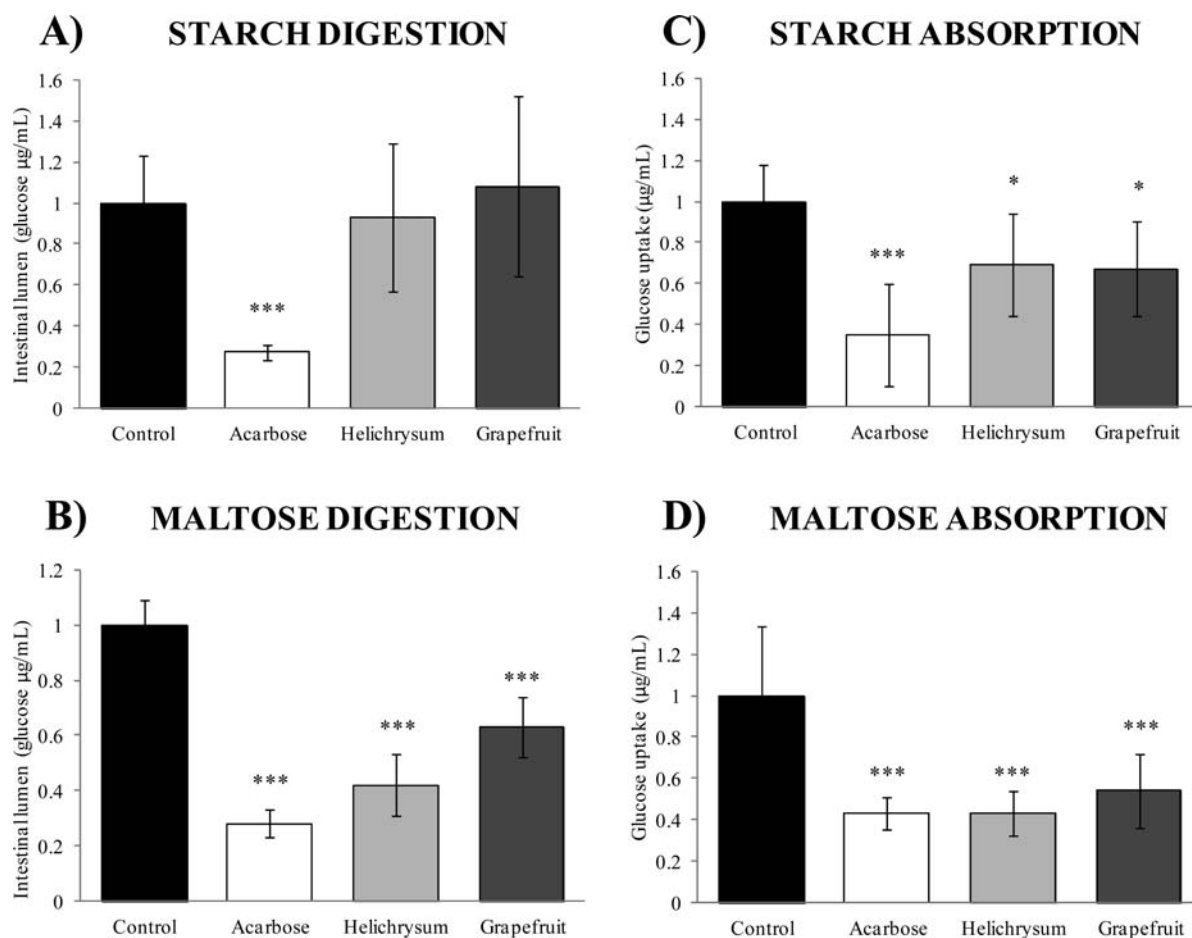 A) STARCH DIGESTION
Intestinal lumen (glucose µg/mL)
1.6
1.4
1.2
1
0.8
0.6
0.4
0.2
0
***
Control Acarbose Helichrysum Grapefruit
C) STARCH ABSORPTION
Glucose uptake (µg/mL)
1.6
1.4
1.2
1
0.8
0.6
0.4
0.2
0
*** * *
Control Acarbose Helichrysum Grapefruit
B) MALTOSE DIGESTION
Intestinal lumen (glucose µg/mL)
1.2
1
0.8
0.6
0.4
0.2
0
*** *** ***
Control Acarbose Helichrysum Grapefruit
D) MALTOSE ABSORPTION
Glucose uptake (µg/mL)
1.6
1.4
1.2
1
0.8
0.6
0.4
0.2
0
*** *** ***
Control Acarbose Helichrysum Grapefruit